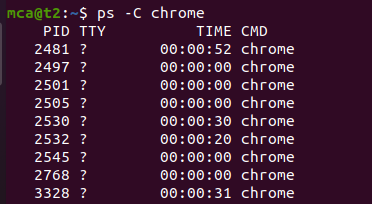 mca@t2:~$ ps -C chrome
    PID TTY          TIME CMD
   2481 ?        00:00:52 chrome
   2497 ?        00:00:00 chrome
   2501 ?        00:00:00 chrome
   2505 ?        00:00:00 chrome
   2530 ?        00:00:30 chrome
   2532 ?        00:00:20 chrome
   2545 ?        00:00:00 chrome
   2768 ?        00:00:00 chrome
   3328 ?        00:00:31 chrome